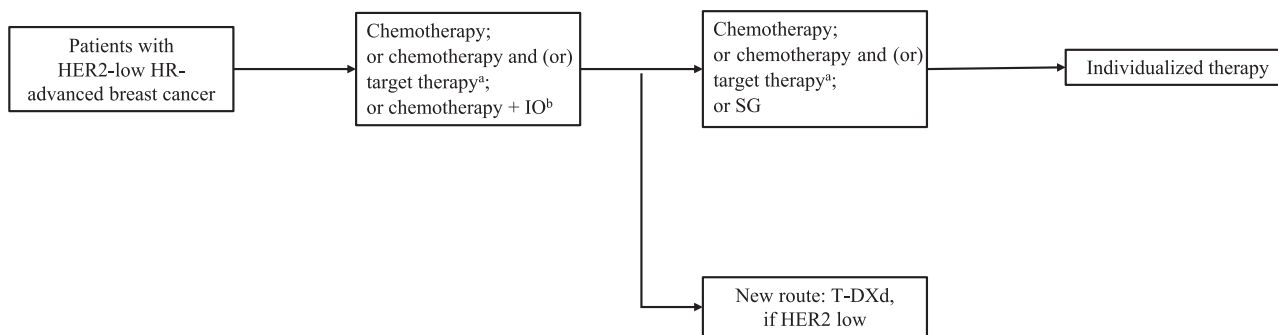 Patients with
HER2-low HR-
advanced breast cancer
Chemotherapy;
or chemotherapy and (or)
target therapyᵃ;
or chemotherapy + IOᵇ
Chemotherapy;
or chemotherapy and (or)
target therapyᵃ;
or SG
Individualized therapy
New route: T-DXd,
if HER2 low